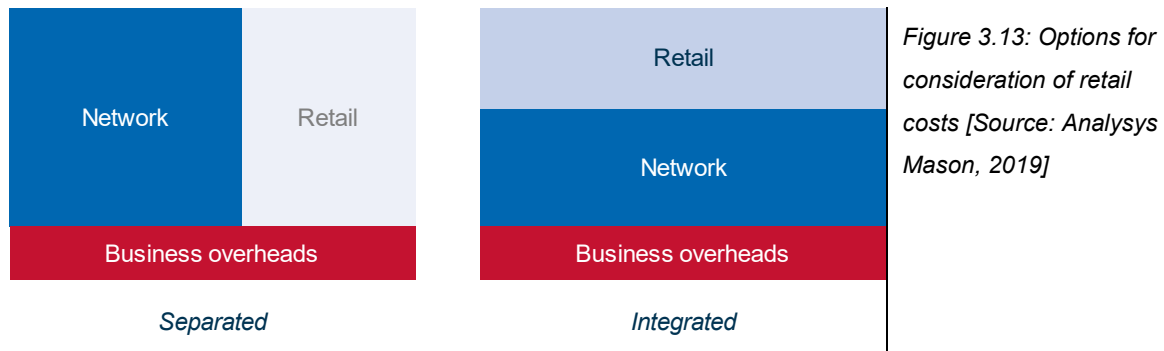 Network
Retail
Business overheads
Separated
Retail
Network
Business overheads
Integrated
Figure 3.13: Options for
consideration of retail
costs [Source: Analysys
Mason, 2019]